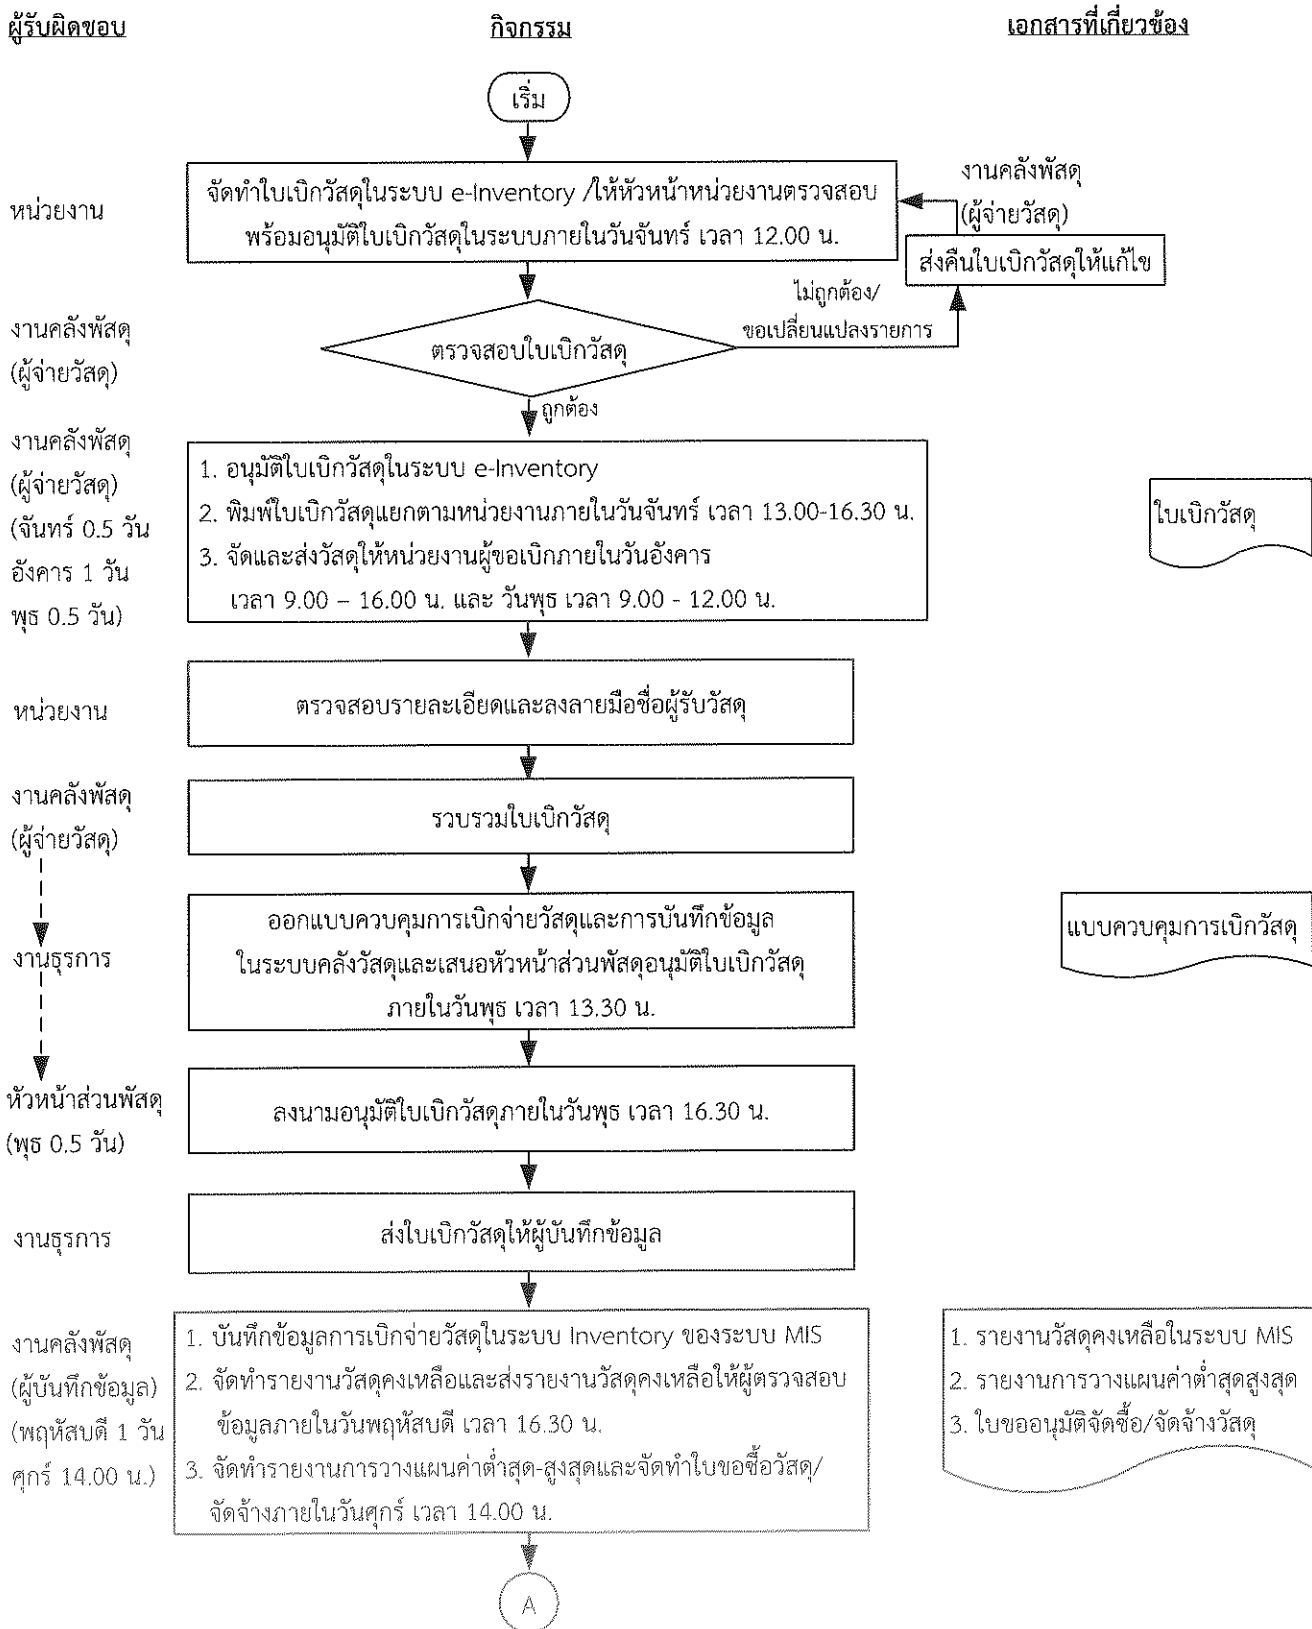 ผู้รับผิดชอบ
กิจกรรม
เอกสารที่เกี่ยวข้อง
เริ่ม
หน่วยงาน
จัดทำใบเบิกวัสดุในระบบ e-Inventory /ให้หัวหน้าหน่วยงานตรวจสอบ
พร้อมอนุมัติใบเบิกวัสดุในระบบภายในวันจันทร์ เวลา 12.00 น.
งานคลังพัสดุ
(ผู้จ่ายวัสดุ)
ส่งคืนใบเบิกวัสดุให้แก้ไข
ไม่ถูกต้อง/
ขอเปลี่ยนแปลงรายการ
งานคลังพัสดุ
(ผู้จ่ายวัสดุ)
ตรวจสอบใบเบิกวัสดุ
ถูกต้อง
งานคลังพัสดุ
(ผู้จ่ายวัสดุ)
(จันทร์ 0.5 วัน
อังคาร 1 วัน
พุธ 0.5 วัน)
1. อนุมัติใบเบิกวัสดุในระบบ e-Inventory
2. พิมพ์ใบเบิกวัสดุแยกตามหน่วยงานภายในวันจันทร์ เวลา 13.00-16.30 น.
3. จัดและส่งวัสดุให้หน่วยงานผู้ขอเบิกภายในวันอังคาร
เวลา 9.00 – 16.00 น. และ วันพุธ เวลา 9.00 - 12.00 น.
ใบเบิกวัสดุ
หน่วยงาน
ตรวจสอบรายละเอียดและลงลายมือชื่อผู้รับวัสดุ
งานคลังพัสดุ
(ผู้จ่ายวัสดุ)
รวบรวมใบเบิกวัสดุ
งานธุรการ
ออกแบบควบคุมการเบิกจ่ายวัสดุและการบันทึกข้อมูล
ในระบบคลังวัสดุและเสนอหัวหน้าส่วนพัสดุอนุมัติใบเบิกวัสดุ
ภายในวันพุธ เวลา 13.30 น.
แบบควบคุมการเบิกวัสดุ
หัวหน้าส่วนพัสดุ
(พุธ 0.5 วัน)
ลงนามอนุมัติใบเบิกวัสดุภายในวันพุธ เวลา 16.30 น.
งานธุรการ
ส่งใบเบิกวัสดุให้ผู้บันทึกข้อมูล
งานคลังพัสดุ
(ผู้บันทึกข้อมูล)
(พฤหัสบดี 1 วัน
ศุกร์ 14.00 น.)
1. บันทึกข้อมูลการเบิกจ่ายวัสดุในระบบ Inventory ของระบบ MIS
2. จัดทำรายงานวัสดุคงเหลือและส่งรายงานวัสดุคงเหลือให้ผู้ตรวจสอบ
ข้อมูลภายในวันพฤหัสบดี เวลา 16.30 น.
3. จัดทำรายงานการวางแผนค่าต่ำสุด-สูงสุดและจัดทำใบขอซื้อวัสดุ/
จัดจ้างภายในวันศุกร์ เวลา 14.00 น.
1. รายงานวัสดุคงเหลือในระบบ MIS
2. รายงานการวางแผนค่าต่ำสุดสูงสุด
3. ใบขออนุมัติจัดซื้อ/จัดจ้างวัสดุ
A